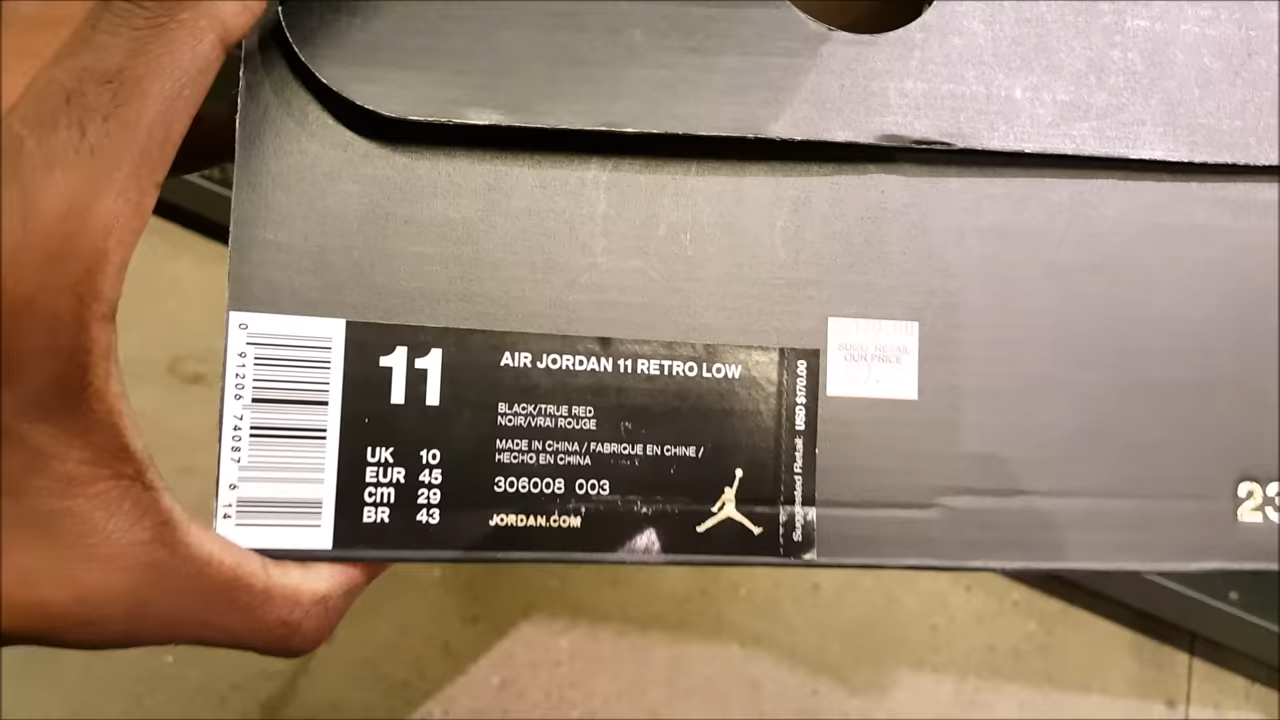 0 91206 74087 6 14
11
UK 10
EUR 45
cm 29
BR 43
AIR JORDAN 11 RETRO LOW
BLACK/TRUE RED
NOIR/VRAI ROUGE
MADE IN CHINA / FABRIQUE EN CHINE /
HECHO EN CHINA
306008 003
JORDAN.COM
Suggested Retail: USD $170.00
SUGG. RETAIL
OUR PRICE
23